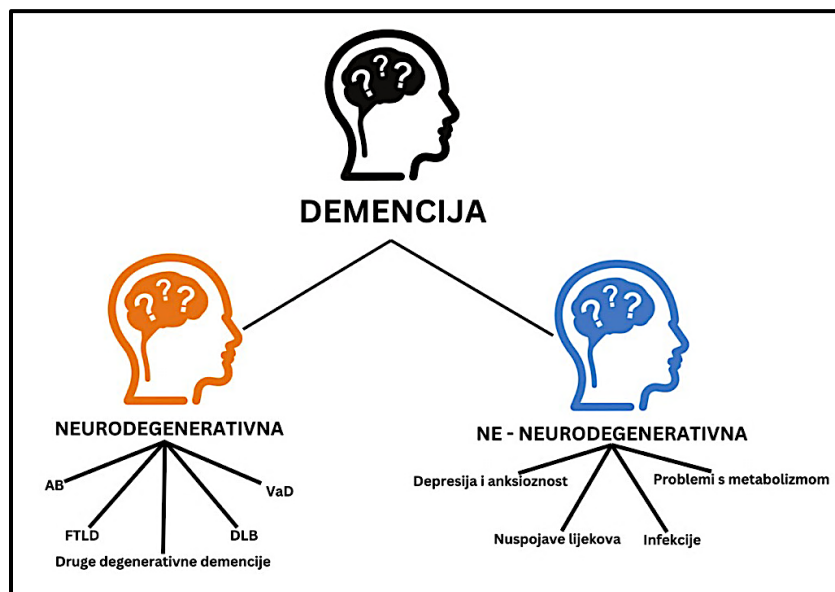 ? ? ?
DEMENCIJA
? ? ?
NEURODEGENERATIVNA
AB
FTLD
Druge degenerativne demencije
DLB
VaD
? ? ?
NE - NEURODEGENERATIVNA
Depresija i anksioznost
Nuspojave lijekova
Infekcije
Problemi s metabolizmom